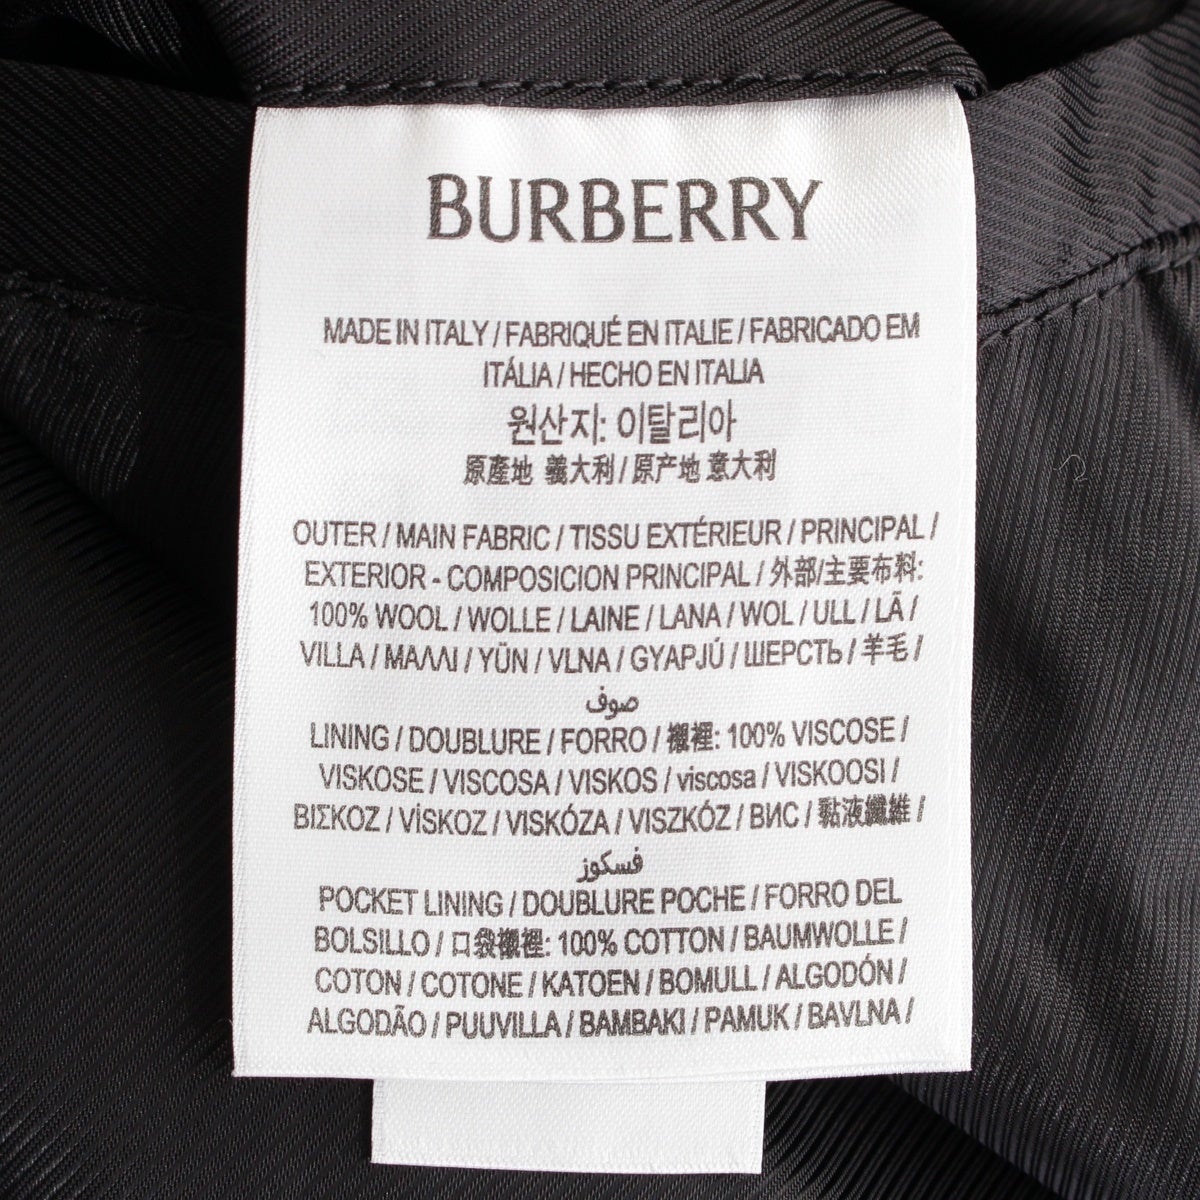 BURBERRY
MADE IN ITALY / FABRIQUÉ EN ITALIE / FABRICADO EM
ITÁLIA / HECHO EN ITALIA
원산지: 이탈리아
原產地 義大利 / 原产地 意大利
OUTER / MAIN FABRIC / TISSU EXTÉRIEUR / PRINCIPAL /
EXTERIOR - COMPOSICION PRINCIPAL / 外部/主要布料:
100% WOOL / WOLLE / LAINE / LANA / WOL / ULL / LÃ /
VILLA / ΜΑΛΛΙ / YÜN / VLNA / GYAPJÚ / ШЕРСТЬ / 羊毛 /
صوف
LINING / DOUBLURE / FORRO / 襯裡: 100% VISCOSE /
VISKOSE / VISCOSA / VISKOS / viscosa / VISKOOSI /
ΒΙΣΚΟΖ / VİSKOZ / VISKÓZA / VISZKÓZ / ВИС / 黏液纖維 /
فسكوز
POCKET LINING / DOUBLURE POCHE / FORRO DEL
BOLSILLO / 口袋襯裡: 100% COTTON / BAUMWOLLE /
COTON / COTONE / KATOEN / BOMULL / ALGODÓN /
ALGODÃO / PUUVILLA / BAMBAKI / PAMUK / BAVLNA /